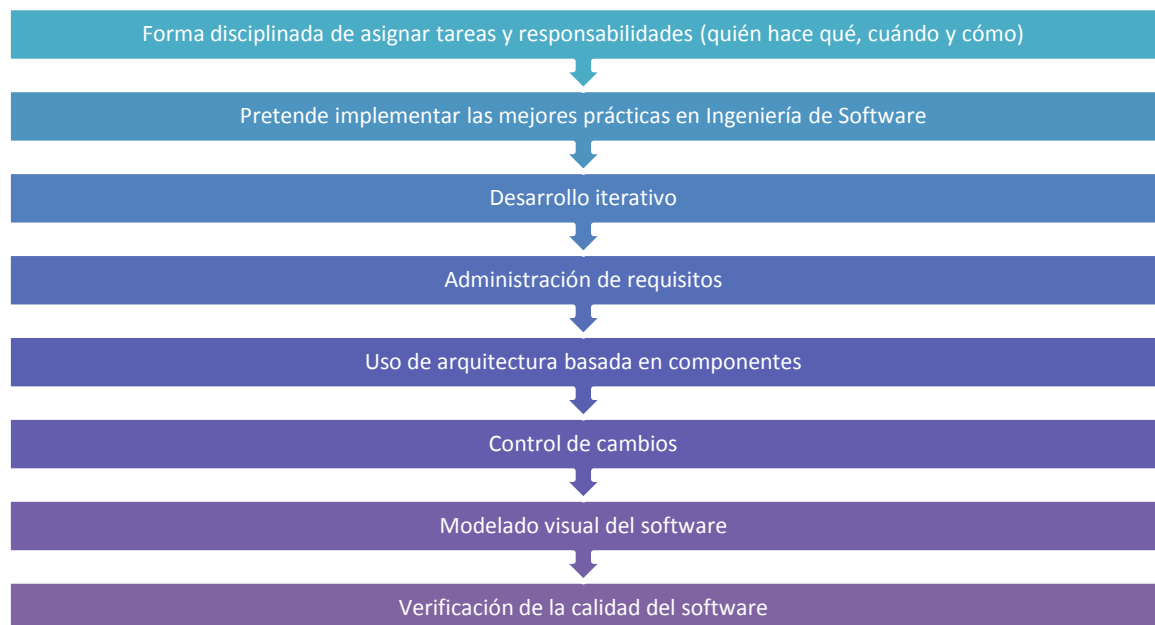 Forma disciplinada de asignar tareas y responsabilidades (quién hace qué, cuándo y cómo)
Pretende implementar las mejores prácticas en Ingeniería de Software
Desarrollo iterativo
Administración de requisitos
Uso de arquitectura basada en componentes
Control de cambios
Modelado visual del software
Verificación de la calidad del software